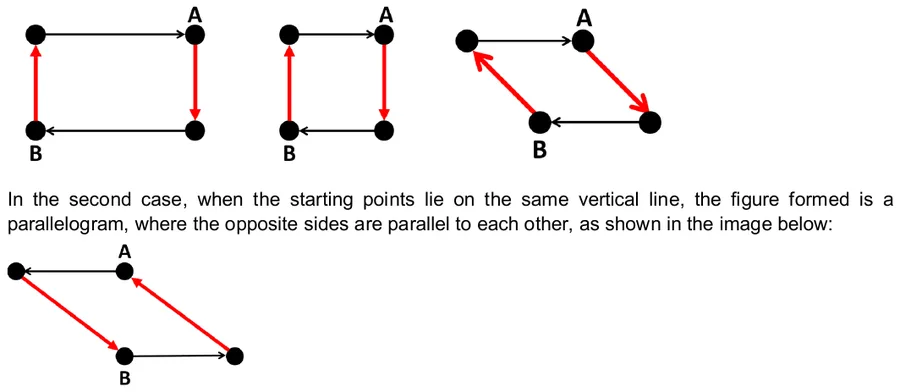 A A A
B B B
In the second case, when the starting points lie on the same vertical line, the figure formed is a
parallelogram, where the opposite sides are parallel to each other, as shown in the image below:
A
B